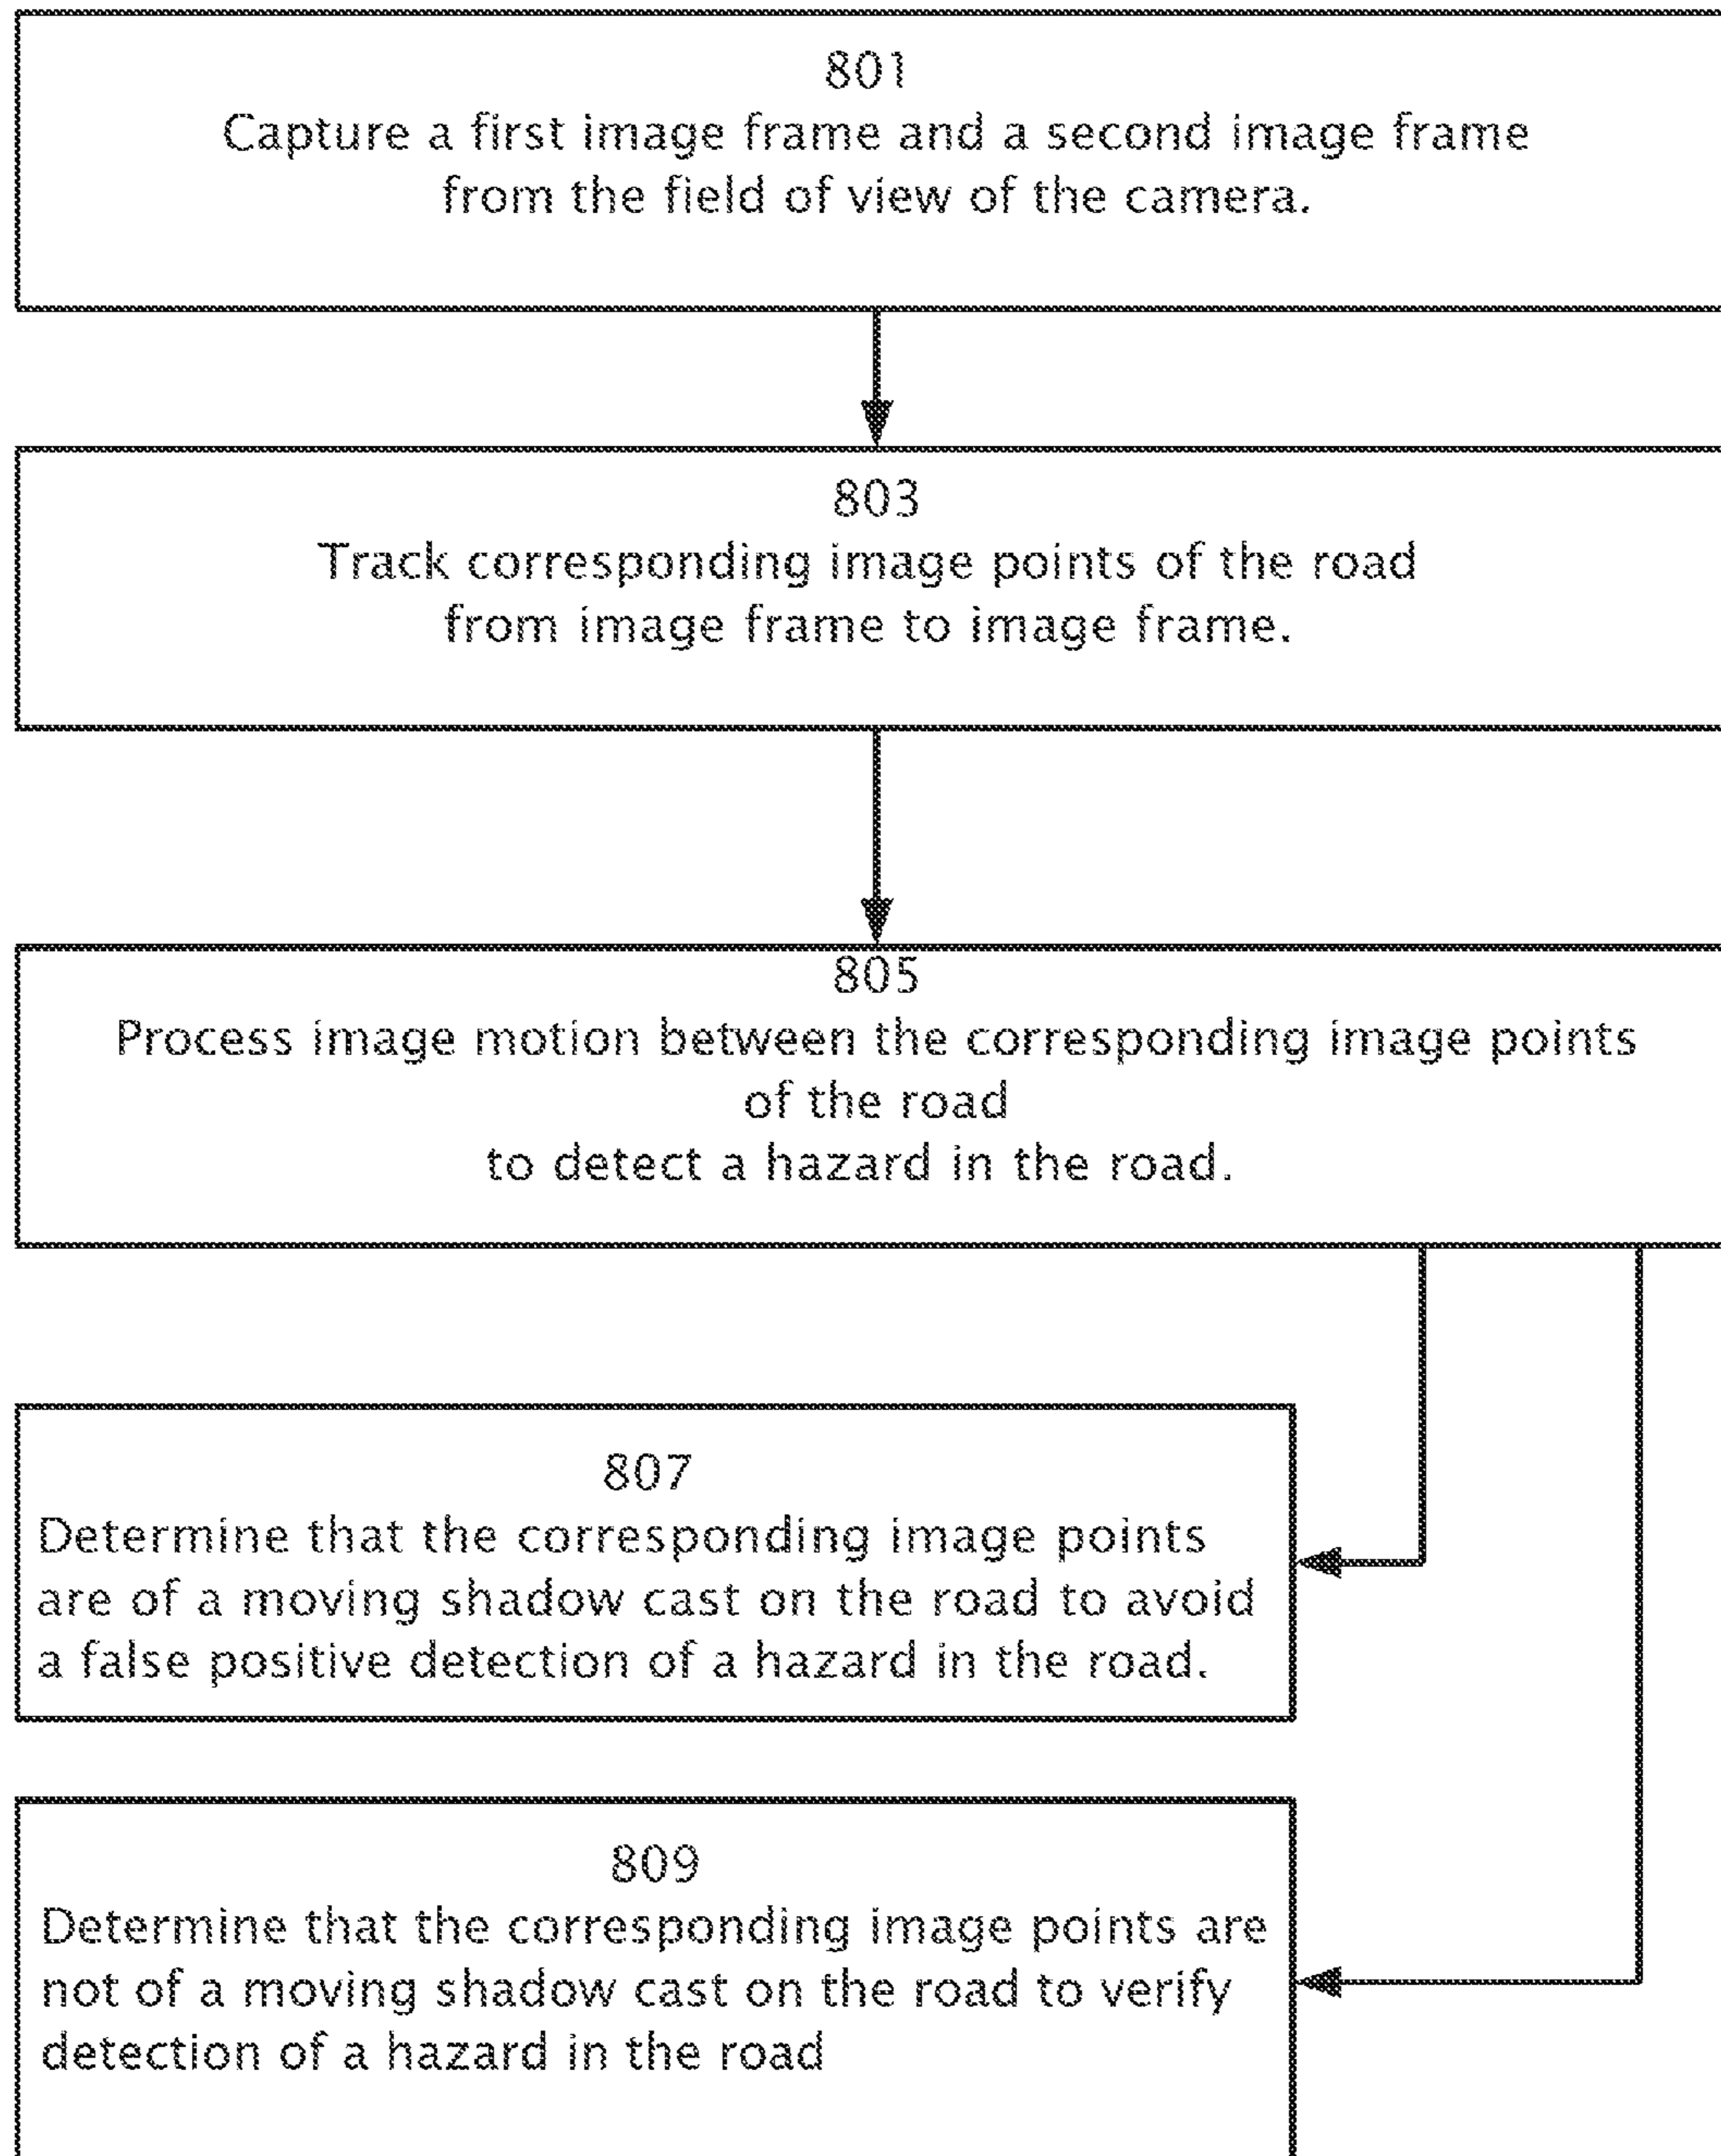 801
Capture a first image frame and a second image frame
from the field of view of the camera.
803
Track corresponding image points of the road
from image frame to image frame.
805
Process image motion between the corresponding image points
of the road
to detect a hazard in the road.
807
Determine that the corresponding image points
are of a moving shadow cast on the road to avoid
a false positive detection of a hazard in the road.
809
Determine that the corresponding image points are
not of a moving shadow cast on the road to verify
detection of a hazard in the road